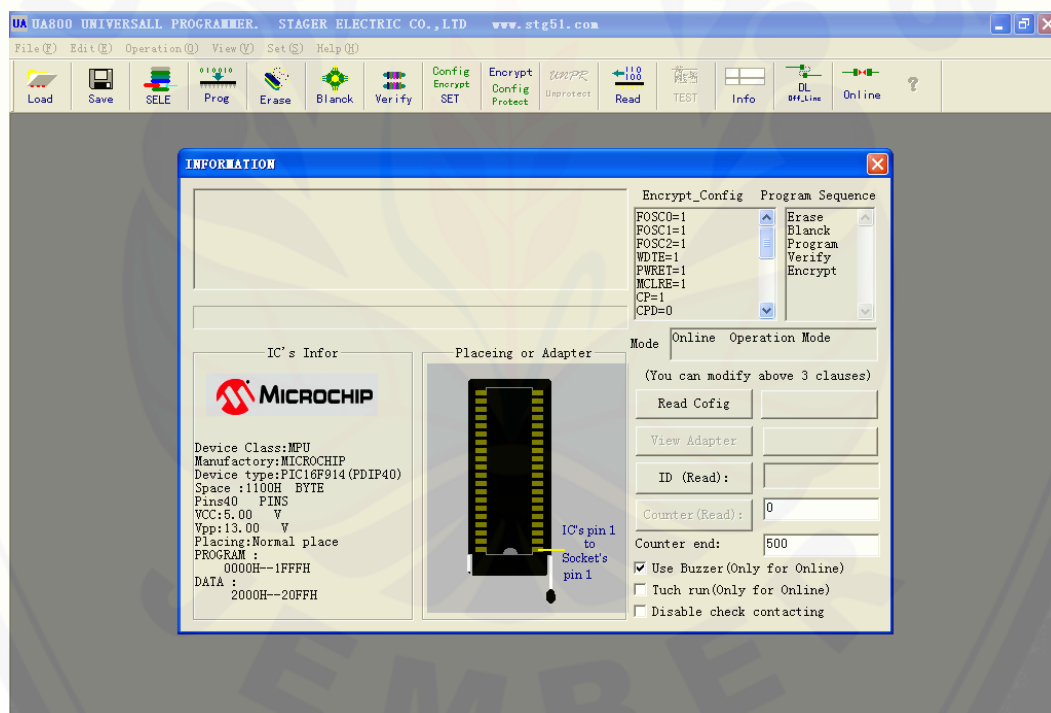 UA UA800 UNIVERSALL PROGRAMMER. STAGER ELECTRIC CO.,LTD www.stg51.com
File(F) Edit(E) Operation(O) View(V) Set(S) Help(H)
Load
Save
SELE
010010
Prog
Erase
Blanck
Verify
Config
Encrypt
SET
Encrypt
Config
Protect
UNPR
Unprotect
110
100
Read
TEST
Info
DL
Off_Line
Online
?
INFORMATION
Encrypt_Config Program Sequence
FOSC0=1
FOSC1=1
FOSC2=1
WDTE=1
PWRET=1
MCLRE=1
CP=1
CPD=0
Erase
Blanck
Program
Verify
Encrypt
Mode Online Operation Mode
(You can modify above 3 clauses)
Read Cofig
View Adapter
ID (Read):
Counter(Read): 0
Counter end: 500
Use Buzzer(Only for Online)
Tuch run(Only for Online)
Disable check contacting
IC's Infor
MICROCHIP
Device Class:MPU
Manufactory:MICROCHIP
Device type:PIC16F914(PDIP40)
Space :1100H BYTE
Pins40 PINS
VCC:5.00 V
Vpp:13.00 V
Placing:Normal place
PROGRAM :
0000H--1FFFH
DATA :
2000H--20FFH
Placeing or Adapter
IC's pin 1
to
Socket's
pin 1
EMBER